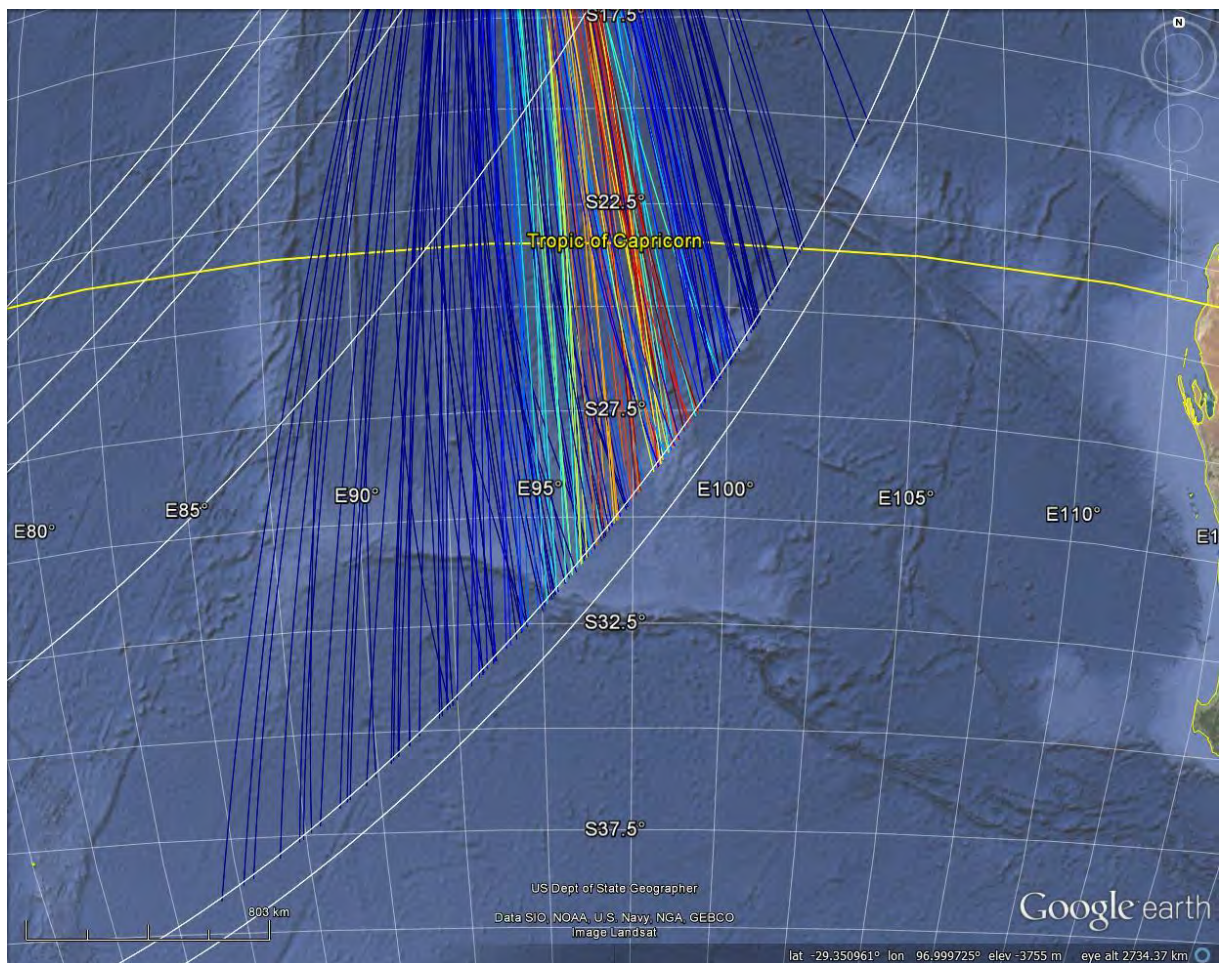 S17.5°
N
S22.5°
Tropic of Capricorn
S27.5°
E80°
E85°
E90°
E95°
E100°
E105°
E110°
E1
S32.5°
S37.5°
803 km
US Dept of State Geographer
Data SIO, NOAA, U.S. Navy, NGA, GEBCO
Image Landsat
Google earth
lat -29.350961° lon 96.999725° elev -3755 m eye alt 2734.37 km